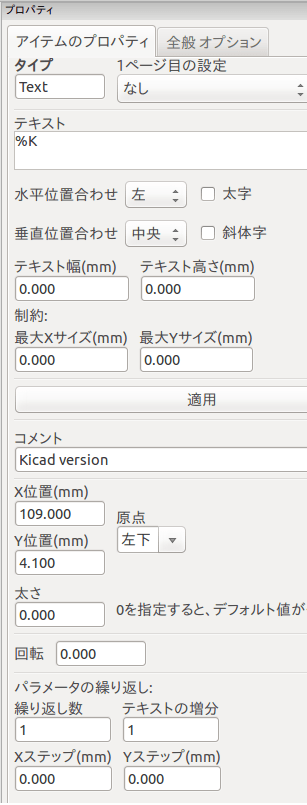 プロパティ
アイテムのプロパティ 全般 オプション
タイプ 1ページ目の設定
Text なし
テキスト
%K
水平位置合わせ 左 太字
垂直位置合わせ 中央 斜体字
テキスト幅(mm) テキスト高さ(mm)
0.000 0.000
制約:
最大Xサイズ(mm) 最大Yサイズ(mm)
0.000 0.000
適用
コメント
Kicad version
X位置(mm)
109.000 原点
Y位置(mm) 左下
4.100
太さ
0.000 0を指定すると、デフォルト値が
回転 0.000
パラメータの繰り返し:
繰り返し数 テキストの増分
1 1
Xステップ(mm) Yステップ(mm)
0.000 0.000